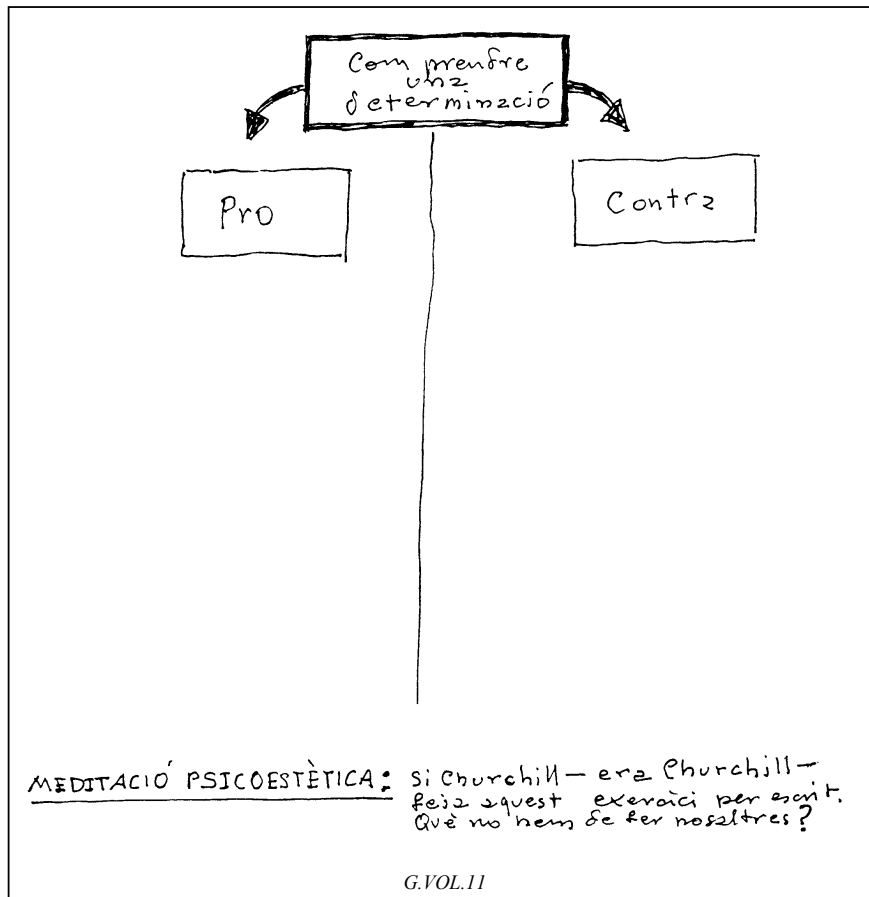 Com prendre
una
determinació
Pro
Contra
MEDITACIÓ PSICOESTÈTICA: Si Churchill – era Churchill –
feia aquest exercici per escrit.
Què no hem de fer nosaltres?
G.VOL.11